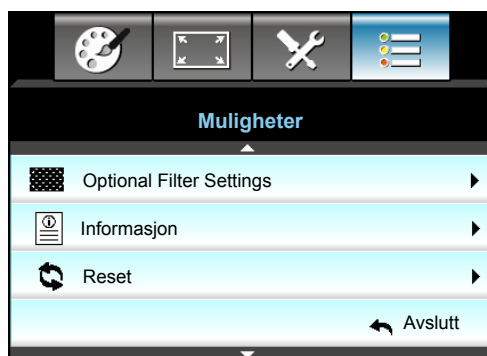 Muligheter
Optional Filter Settings
Informasjon
Reset
Avslutt